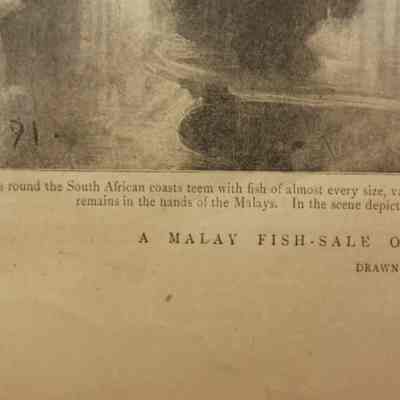 91.
s round the South African coasts teem with fish of almost every size, va
remains in the hands of the Malays. In the scene depict
A MALAY FISH-SALE O
DRAWN